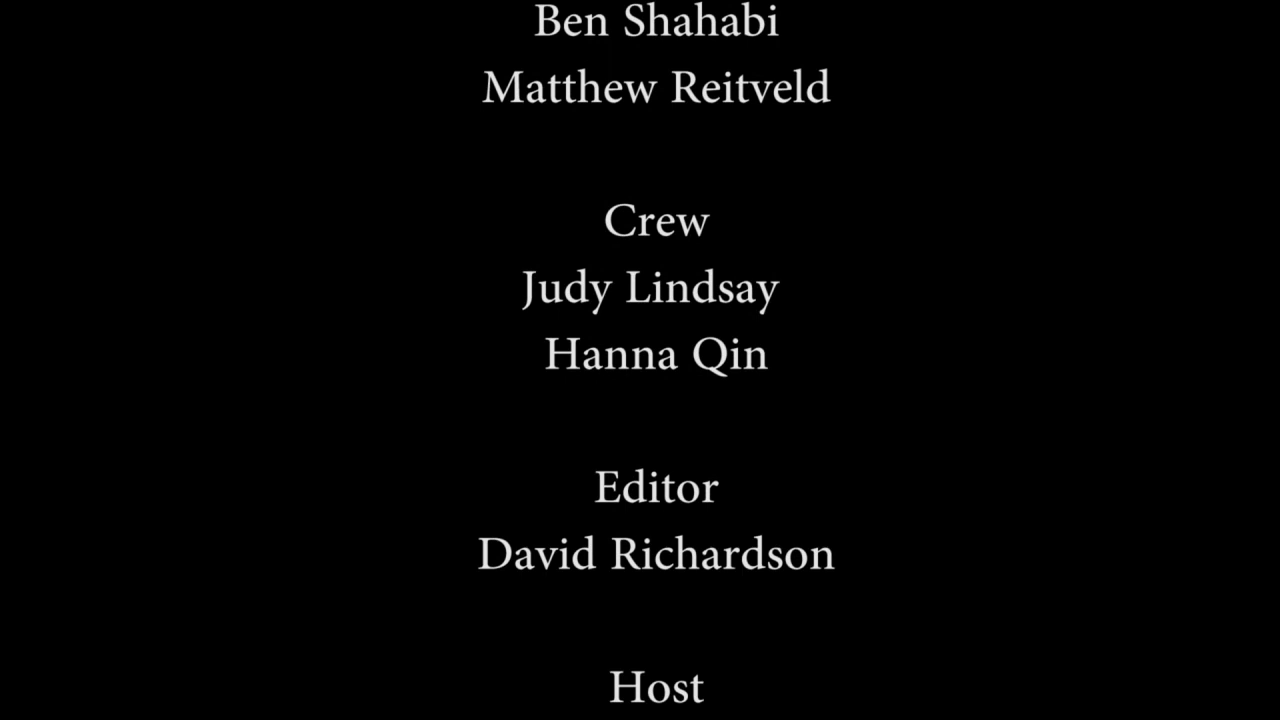 Ben Shahabi
Matthew Reitveld
Crew
Judy Lindsay
Hanna Qin
Editor
David Richardson
Host